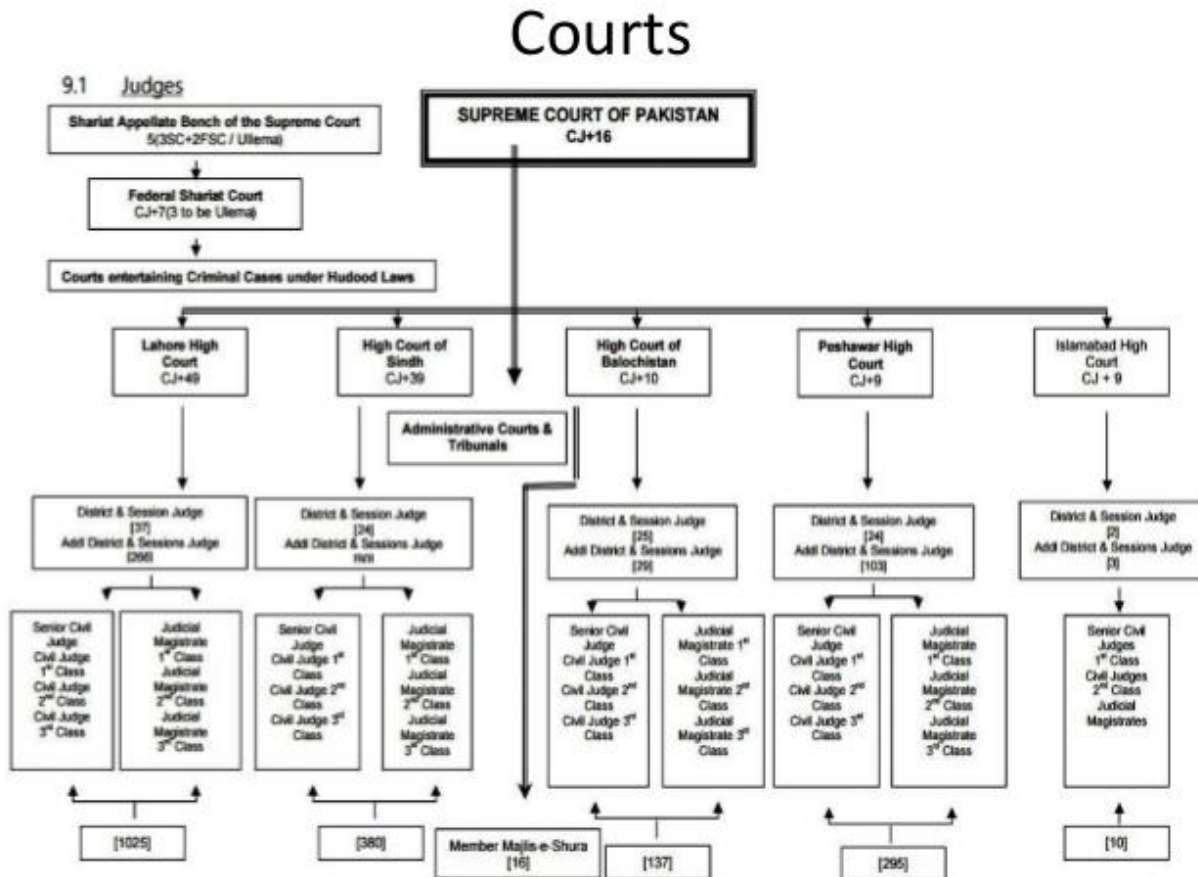 Courts
9.1 Judges
Shariat Appellate Bench of the Supreme Court
5(3SC+2FSC / Ullema)
SUPREME COURT OF PAKISTAN
CJ+16
Federal Shariat Court
CJ+7(3 to be Ulema)
Courts entertaining Criminal Cases under Hudood Laws
Lahore High
Court
CJ+49
High Court of
Sindh
CJ+39
High Court of
Balochistan
CJ+10
Peshawar High
Court
CJ+9
Islamabad High
Court
CJ + 9
Administrative Courts &
Tribunals
District & Session Judge
[37]
Addl District & Sessions Judge
[266]
District & Session Judge
[24]
Addl District & Sessions Judge
District & Session Judge
[25]
Addl District & Sessions Judge
[29]
District & Session Judge
[24]
Addl District & Sessions Judge
[103]
District & Session Judge
[2]
Addl District & Sessions Judge
[3]
Senior Civil
Judge
Civil Judge
1st Class
Civil Judge
2nd Class
Civil Judge
3rd Class
Judicial
Magistrate
1st Class
Judicial
Magistrate
2nd Class
Judicial
Magistrate
3rd Class
Senior Civil
Judge
Civil Judge 1st
Class
Civil Judge 2nd
Class
Civil Judge 3rd
Class
Judicial
Magistrate
1st Class
Judicial
Magistrate
2nd Class
Judicial
Magistrate
3rd Class
Senior Civil
Judge
Civil Judge 1st
Class
Civil Judge 2nd
Class
Civil Judge 3rd
Class
Judicial
Magistrate 1st
Class
Judicial
Magistrate 2nd
Class
Judicial
Magistrate 3rd
Class
Senior Civil
Judge
Civil Judge 1st
Class
Civil Judge 2nd
Class
Civil Judge 3rd
Class
Judicial
Magistrate
1st Class
Judicial
Magistrate
2nd Class
Judicial
Magistrate
3rd Class
Senior Civil
Judges
1st Class
Civil Judges
2nd Class
Judicial
Magistrates
[1025]
[380]
Member Majlis-e-Shura
[16]
[137]
[295]
[10]